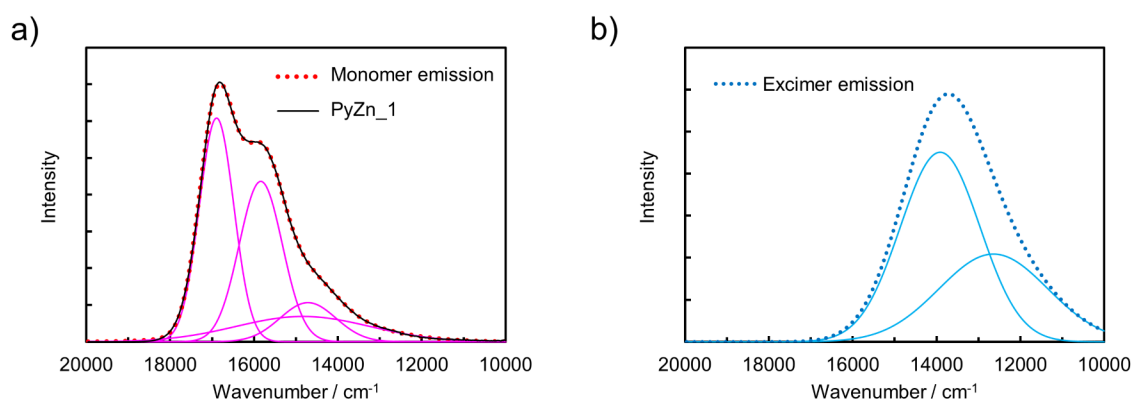 a)
Monomer emission
PyZn_1
Intensity
20000 18000 16000 14000 12000 10000
Wavenumber / cm⁻¹
b)
Excimer emission
Intensity
20000 18000 16000 14000 12000 10000
Wavenumber / cm⁻¹